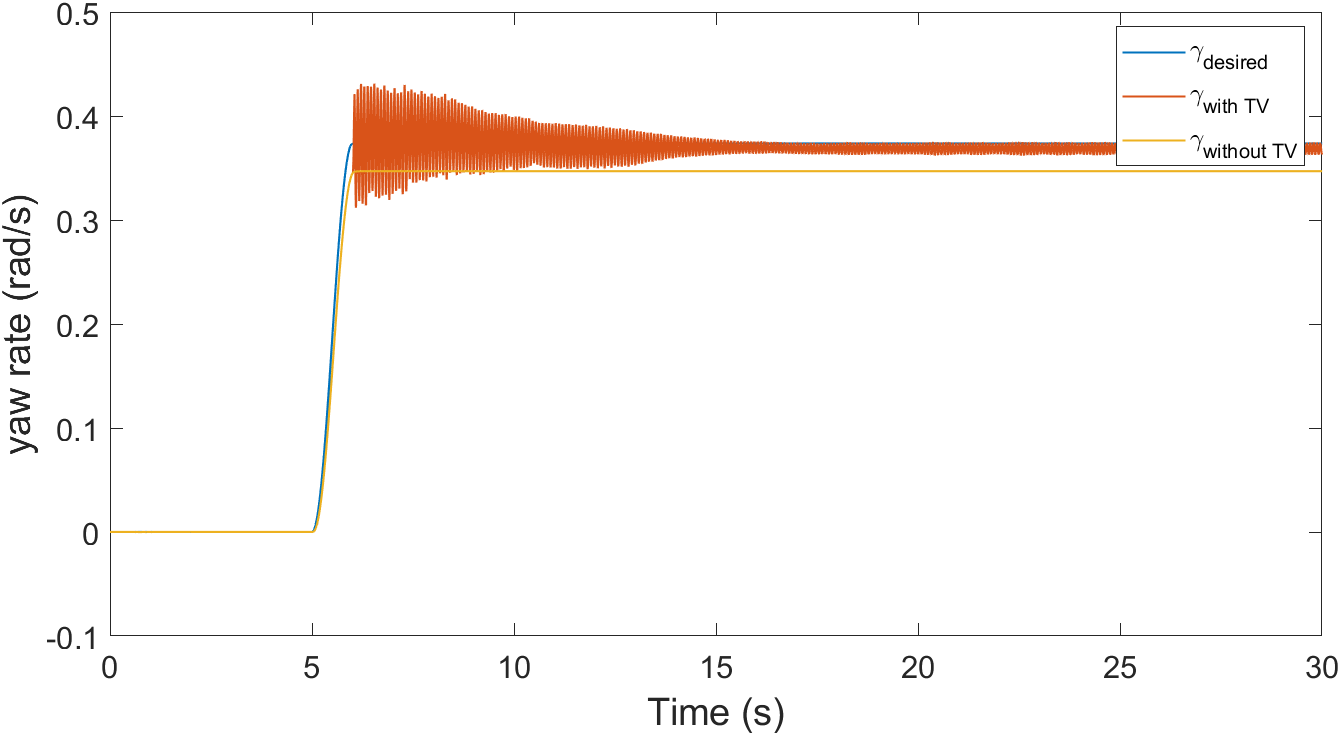 0.5
0.4
0.3
0.2
0.1
0
-0.1
yaw rate (rad/s)
0 5 10 15 20 25 30
Time (s)
γdesired
γwith TV
γwithout TV